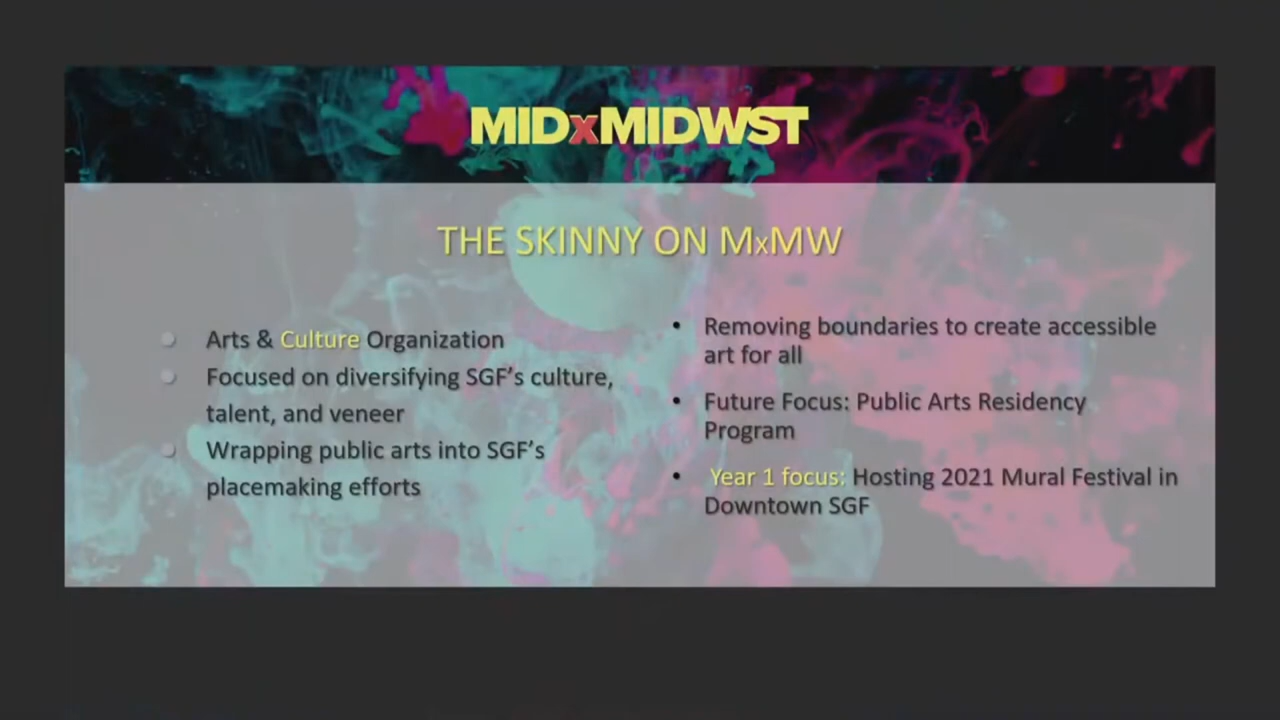 MIDxMIDWST
THE SKINNY ON MxMW
Arts & Culture Organization
Focused on diversifying SGF's culture,
talent, and veneer
Wrapping public arts into SGF's
placemaking efforts
Removing boundaries to create accessible
art for all
Future Focus: Public Arts Residency
Program
Year 1 focus: Hosting 2021 Mural Festival in
Downtown SGF